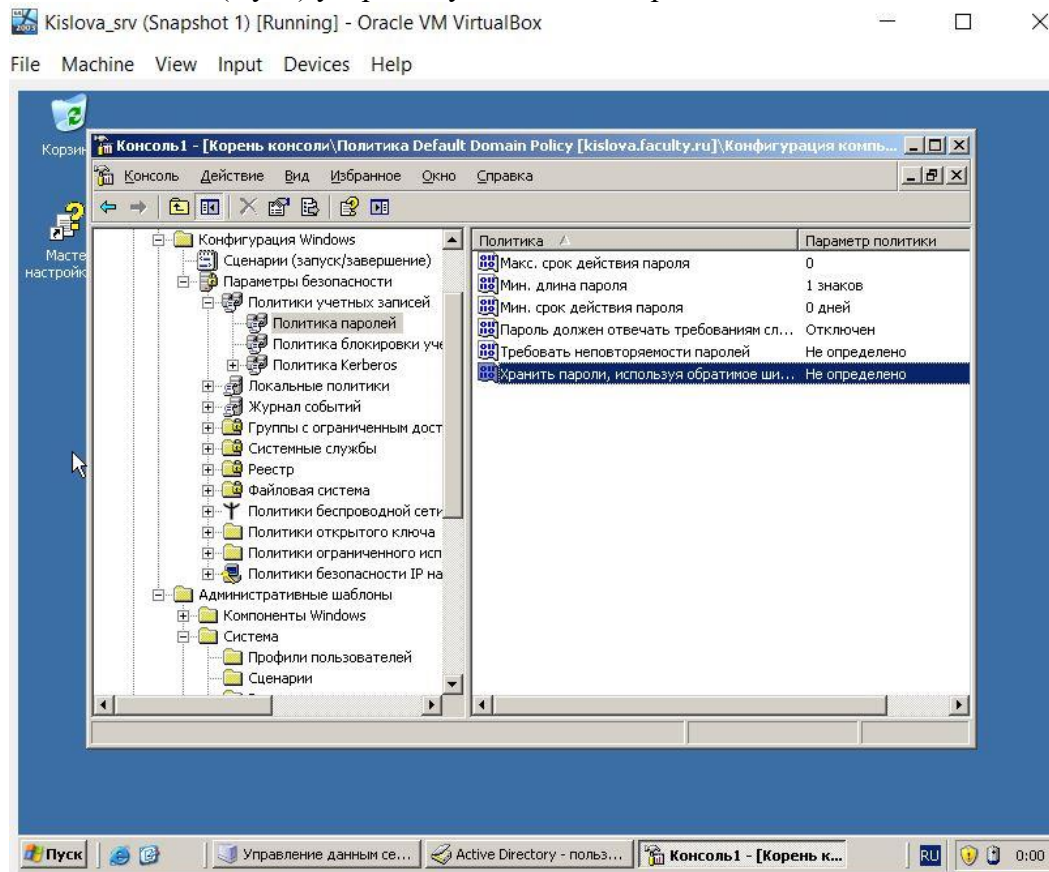 Kislova_srv (Snapshot 1) [Running] - Oracle VM VirtualBox
File Machine View Input Devices Help
Корзин
Консоль1 - [Корень консоли\Политика Default Domain Policy [kislova.faculty.ru]\Конфигурация компь...
Консоль Действие Вид Избранное Окно Справка
Масте
настройк
Конфигурация Windows
Сценарии (запуск/завершение)
Параметры безопасности
Политики учетных записей
Политика паролей
Политика блокировки уче
Политика Kerberos
Локальные политики
Журнал событий
Группы с ограниченным дост
Системные службы
Реестр
Файловая система
Политики беспроводной сети
Политики открытого ключа
Политики ограниченного исп
Политики безопасности IP на
Административные шаблоны
Компоненты Windows
Система
Профили пользователей
Сценарии
Политика Параметр политики
Макс. срок действия пароля 0
Мин. длина пароля 1 знаков
Мин. срок действия пароля 0 дней
Пароль должен отвечать требованиям сл... Отключен
Требовать неповторяемости паролей Не определено
Хранить пароли, используя обратимое ши... Не определено
Пуск Управление данным се... Active Directory - польз... Консоль1 - [Корень к... RU 0:00